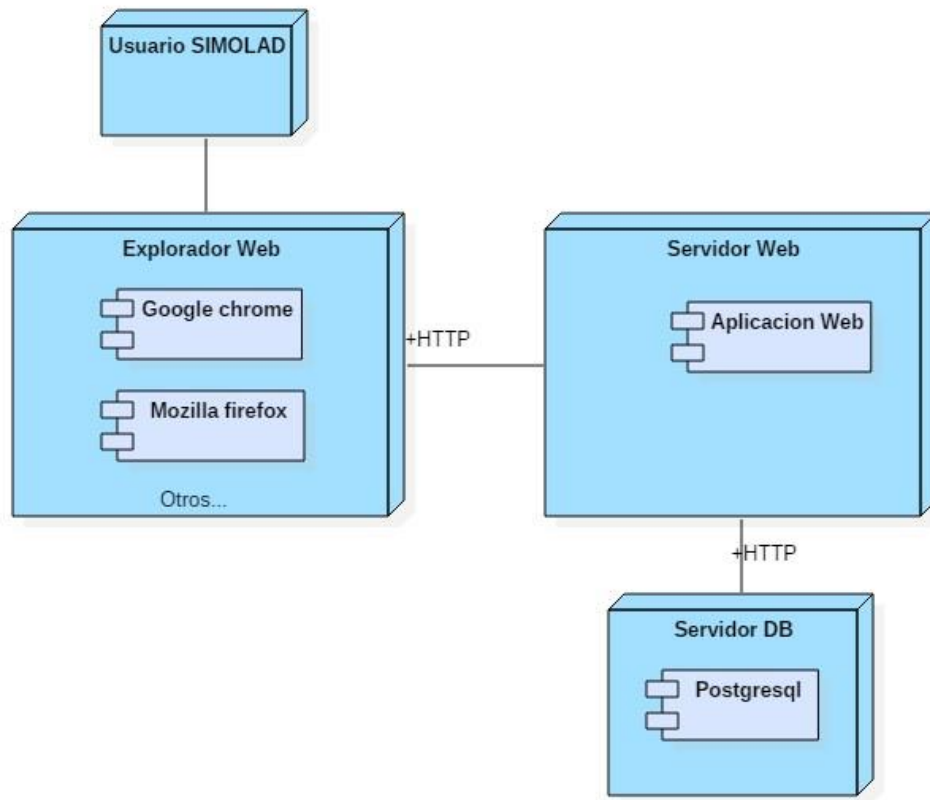 Usuario SIMOLAD
Explorador Web
Google chrome
Mozilla firefox
Otros...
+HTTP
Servidor Web
Aplicacion Web
+HTTP
Servidor DB
Postgresql